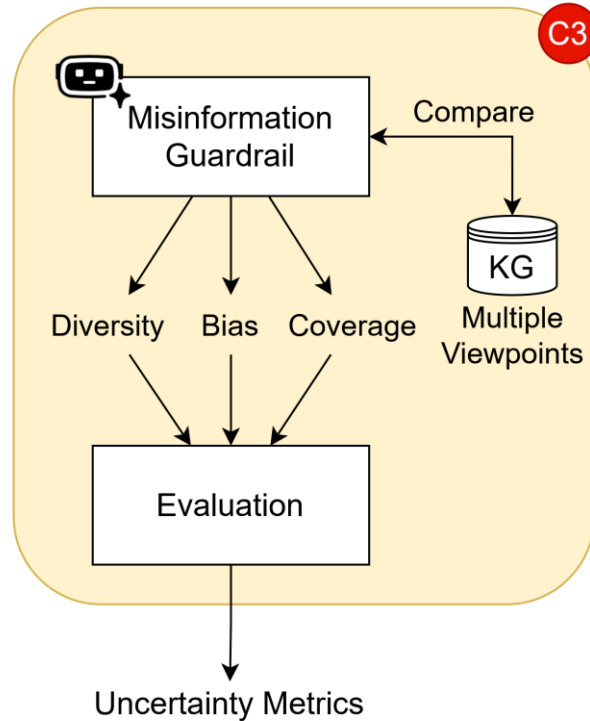 C3
Misinformation
Guardrail
Compare
KG
Multiple
Viewpoints
Diversity
Bias
Coverage
Evaluation
Uncertainty Metrics